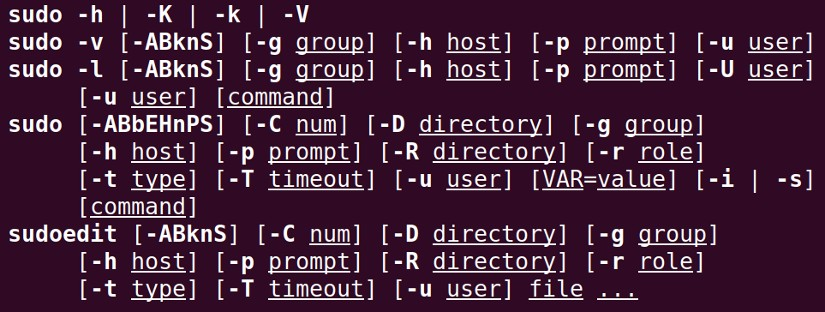 sudo -h | -K | -k | -V
sudo -v [-ABknS] [-g group] [-h host] [-p prompt] [-u user]
sudo -l [-ABknS] [-g group] [-h host] [-p prompt] [-U user]
[-u user] [command]
sudo [-ABbEHnPS] [-C num] [-D directory] [-g group]
[-h host] [-p prompt] [-R directory] [-r role]
[-t type] [-T timeout] [-u user] [VAR=value] [-i | -s]
[command]
sudoedit [-ABknS] [-C num] [-D directory] [-g group]
[-h host] [-p prompt] [-R directory] [-r role]
[-t type] [-T timeout] [-u user] file ...